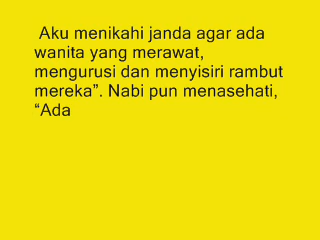 Aku menikahi janda agar ada
wanita yang merawat,
mengurusi dan menyisiri rambut
mereka”. Nabi pun menasehati,
“Ada